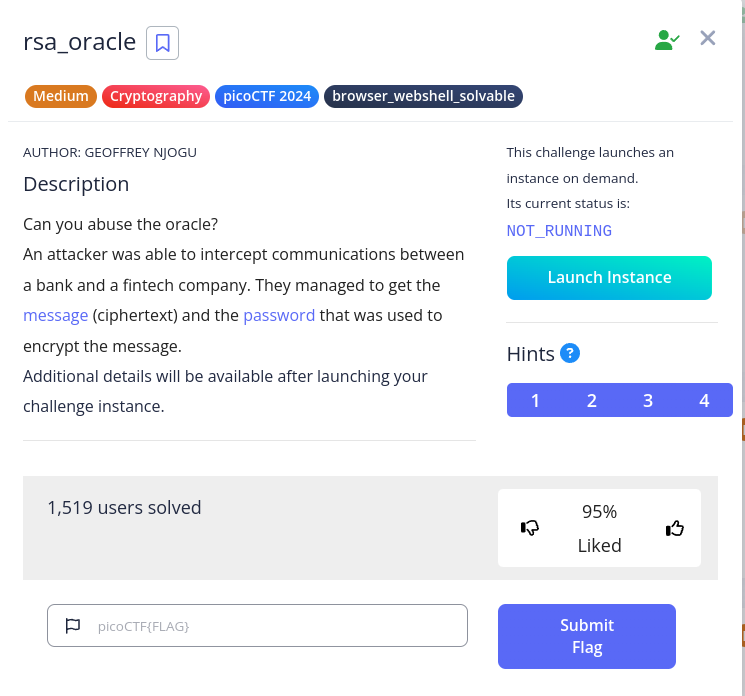 rsa_oracle
Medium Cryptography picoCTF 2024 browser_webshell_solvable
AUTHOR: GEOFFREY NJOGU
Description
Can you abuse the oracle?
An attacker was able to intercept communications between
a bank and a fintech company. They managed to get the
message (ciphertext) and the password that was used to
encrypt the message.
Additional details will be available after launching your
challenge instance.
This challenge launches an
instance on demand.
Its current status is:
NOT_RUNNING
Launch Instance
Hints ?
1 2 3 4
1,519 users solved
95%
Liked
picoCTF{FLAG}
Submit
Flag